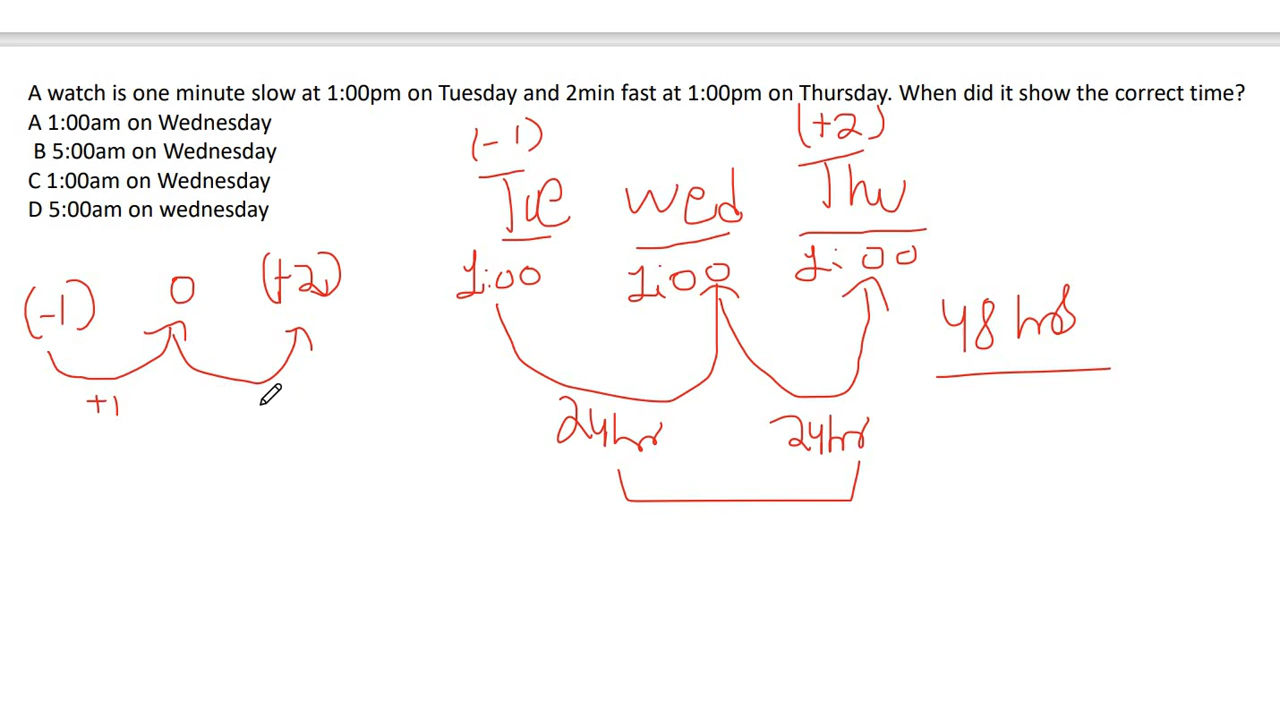 A watch is one minute slow at 1:00pm on Tuesday and 2min fast at 1:00pm on Thursday. When did it show the correct time?
A 1:00am on Wednesday
B 5:00am on Wednesday
C 1:00am on Wednesday
D 5:00am on wednesday
(-1) (+2)
Tue Wed Thu
1:00 1:00 1:00
(-1) 0 (+2)
48 hrs
+1
24hr 24hr